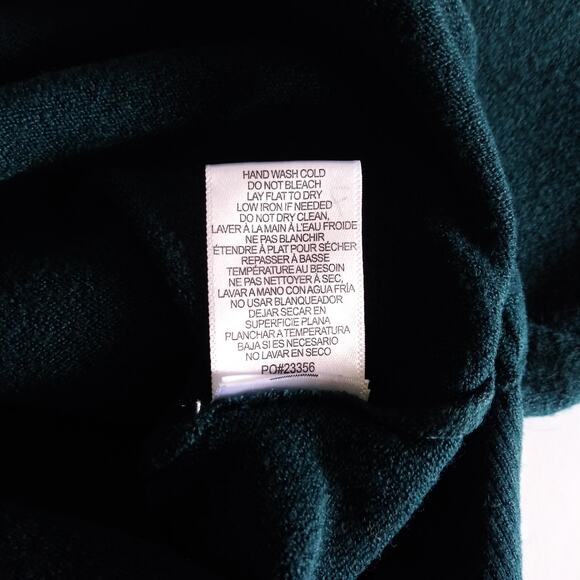 HAND WASH COLD
DO NOT BLEACH
LAY FLAT TO DRY
LOW IRON IF NEEDED
DO NOT DRY CLEAN,
LAVER À LA MAIN À L'EAU FROIDE
NE PAS BLANCHIR
ÉTENDRE À PLAT POUR SÉCHER
REPASSER À BASSE
TEMPÉRATURE AU BESOIN
NE PAS NETTOYER À SEC,
LAVAR A MANO CON AGUA FRÍA
NO USAR BLANQUEADOR
DEJAR SECAR EN
SUPERFICIE PLANA
PLANCHAR A TEMPERATURA
BAJA SI ES NECESARIO
NO LAVAR EN SECO
PO#23356